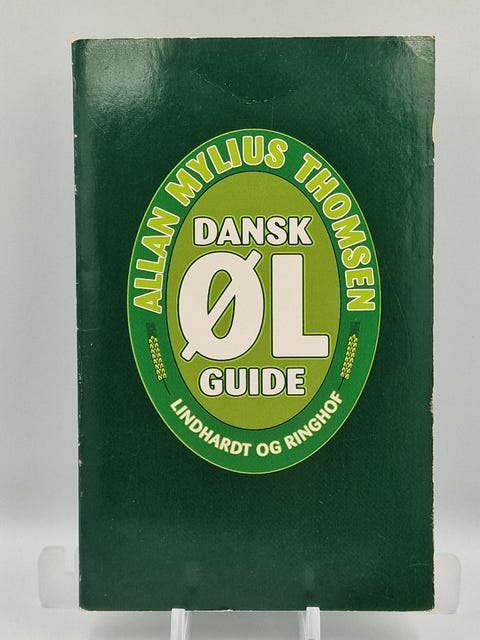 ALLAN MYLIUS THOMSEN
DANSK
ØL
GUIDE
LINDHARDT OG RINGHOF